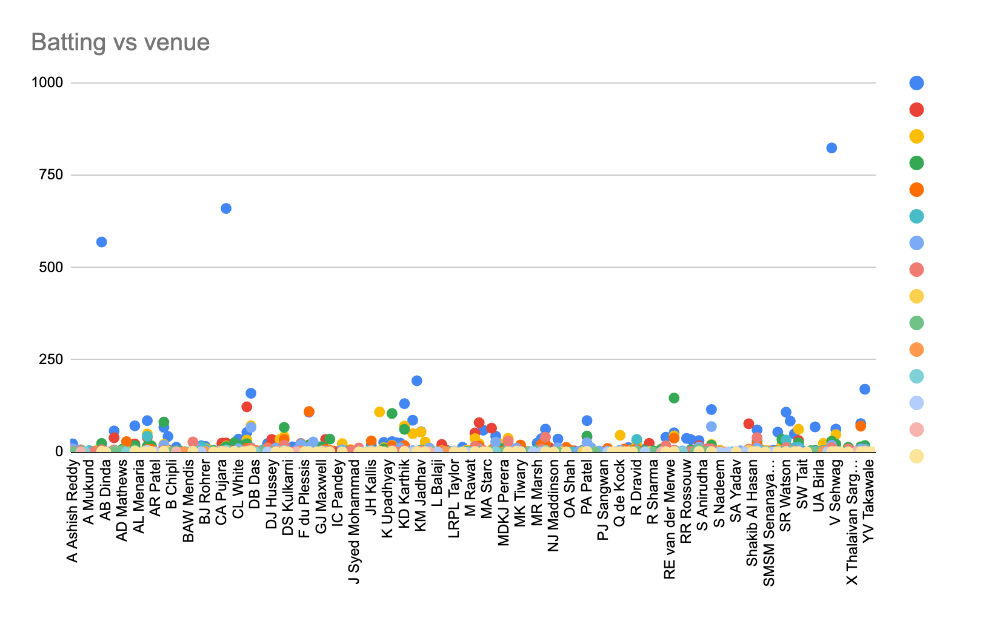 Batting vs venue
1000
750
500
250
0
A Ashish Reddy
A Mukund
AB Dinda
AD Mathews
AL Menaria
AR Patel
B Chipli
BAW Mendis
BJ Rohrer
CA Pujara
CL White
DB Das
DJ Hussey
DS Kulkarni
F du Plessis
GJ Maxwell
IC Pandey
J Syed Mohammad
JH Kallis
K Upadhyay
KD Karthik
KM Jadhav
L Balaji
LRPL Taylor
M Rawat
MA Starc
MDKJ Perera
MK Tiwary
MR Marsh
NJ Maddinson
OA Shah
PA Patel
PJ Sangwan
Q de Kock
R Dravid
R Sharma
RE van der Merwe
RR Rossouw
S Anirudha
S Nadeem
SA Yadav
Shakib Al Hasan
SMSM Senanaya…
SR Watson
SW Tait
UA Birla
V Sehwag
X Thalaivan Sarg…
YV Takawale